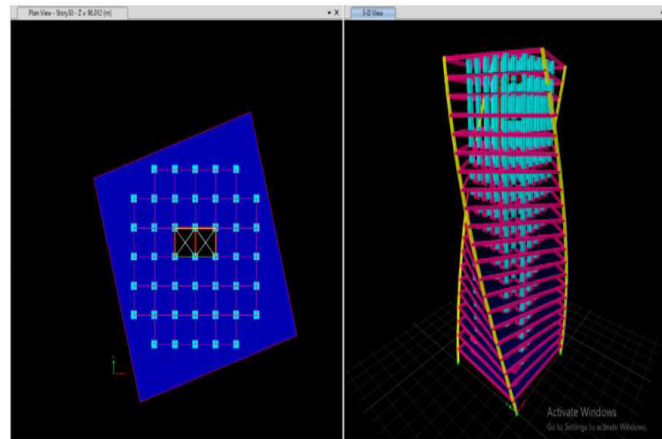 Plan View - Story30 - Z = 96.012 (m)
3-D View
Activate Windows
Go to Settings to activate Windows.